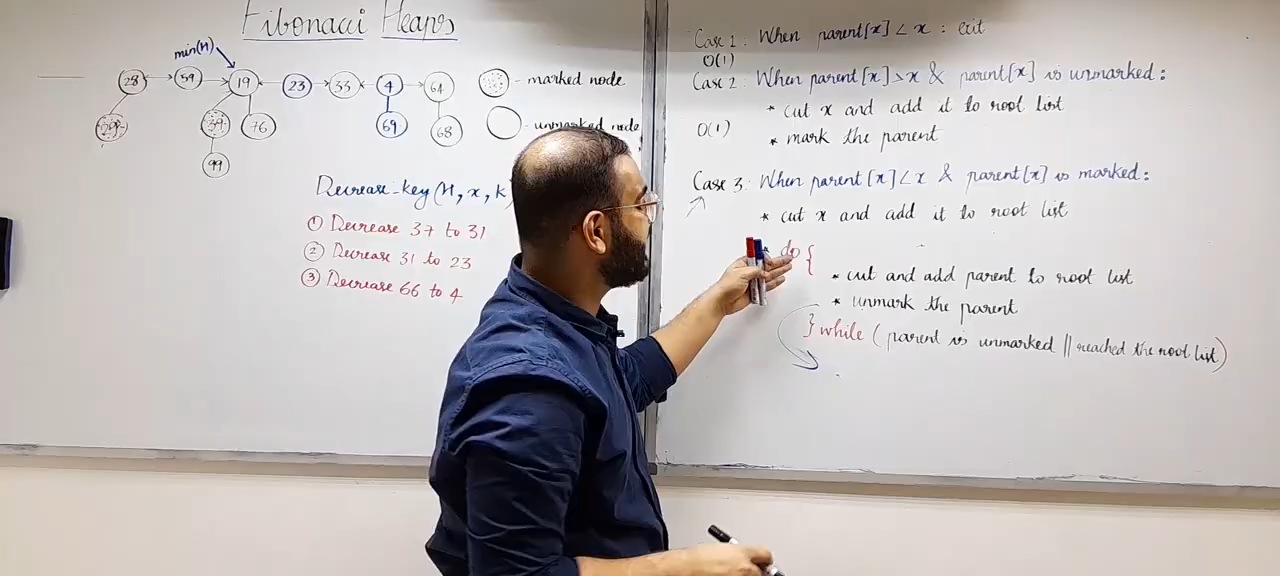 Fibonacci Heaps
min(H)
28 59 19 23 33 4 64
39 76 69 68
99
- marked node
- unmarked node
Decrease-key (H, x, k
① Decrease 37 to 31
② Decrease 31 to 23
③ Decrease 66 to 4
Case 1: When parent[x] < x : exit
O(1)
Case 2: When parent[x] > x & parent[x] is unmarked:
* cut x and add it to root list
O(1) * mark the parent
Case 3: When parent[x] < x & parent[x] is marked:
* cut x and add it to root list
* do {
* cut and add parent to root list
* unmark the parent
} while (parent is unmarked || reached the root list)